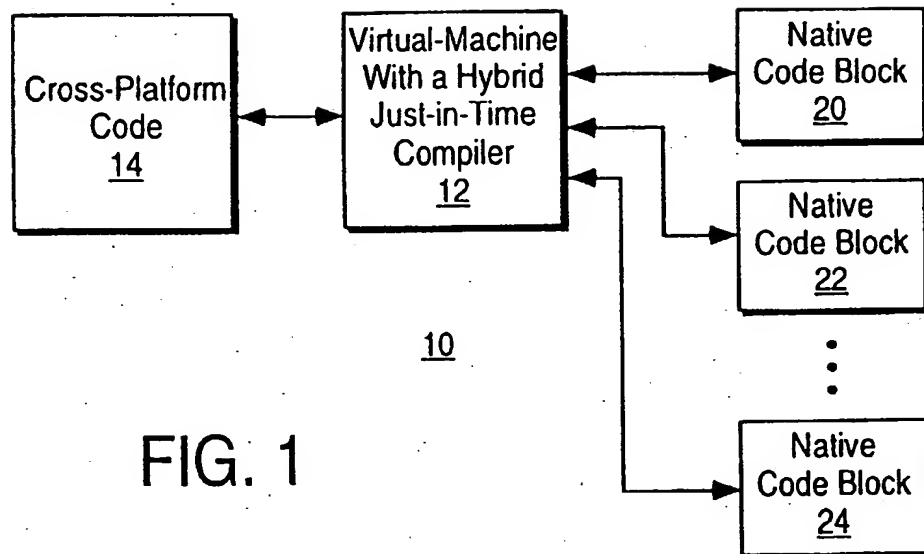 Cross-Platform
Code
14
Virtual-Machine
With a Hybrid
Just-in-Time
Compiler
12
Native
Code Block
20
Native
Code Block
22
10
Native
Code Block
24
FIG. 1